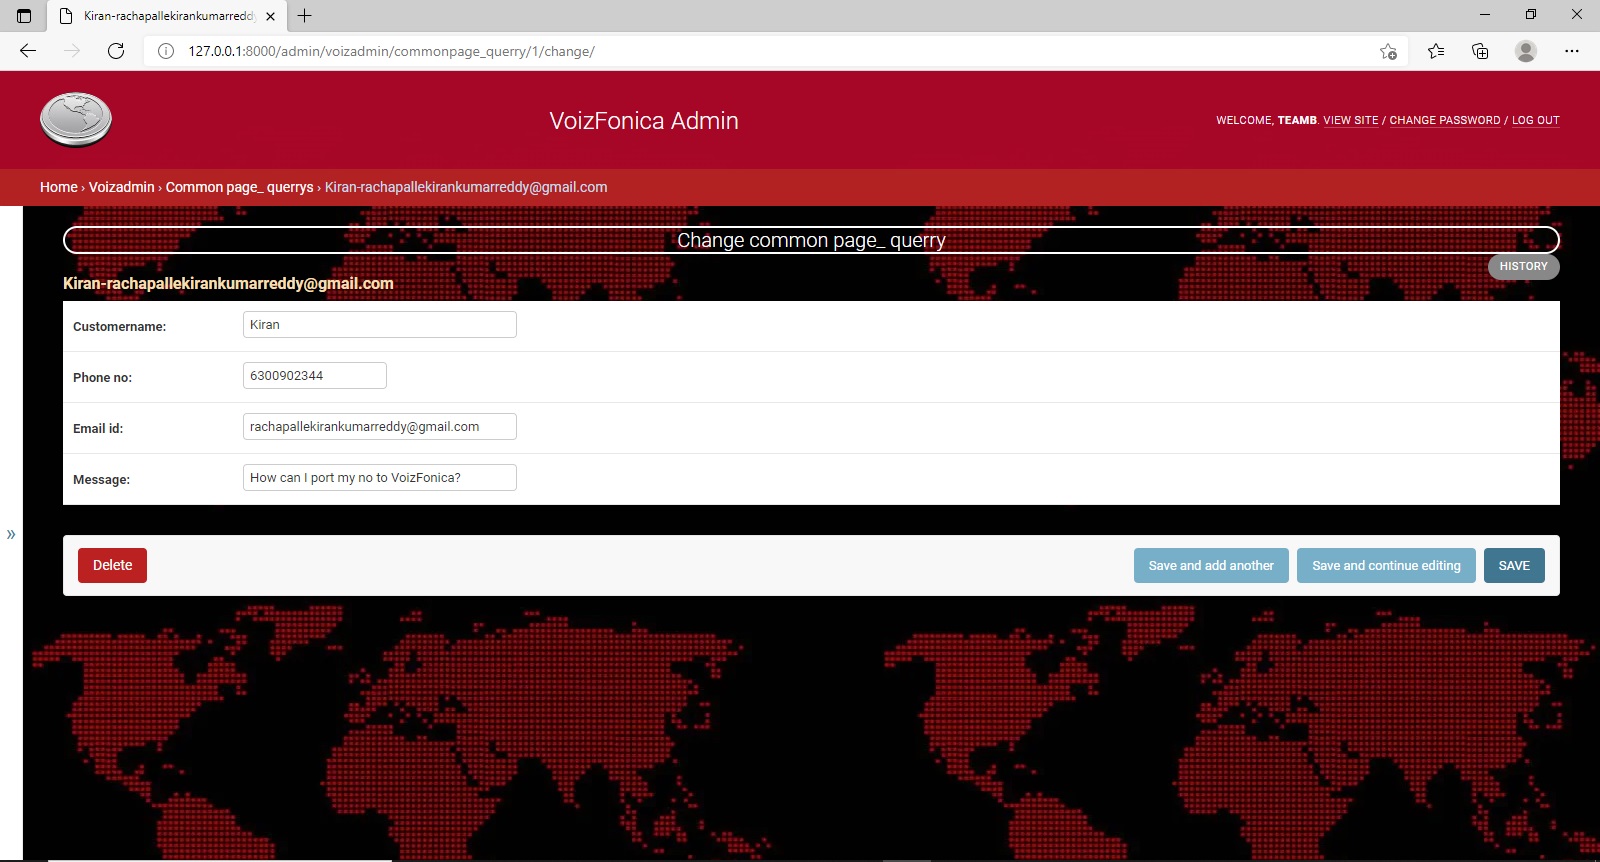 Kiran-rachapallekirankumarreddy
127.0.0.1:8000/admin/voizadmin/commonpage_querry/1/change/
VoizFonica Admin
WELCOME, TEAMB. VIEW SITE / CHANGE PASSWORD / LOG OUT
Home › Voizadmin › Common page_ querrys › Kiran-rachapallekirankumarreddy@gmail.com
Change common page_ querry
HISTORY
Kiran-rachapallekirankumarreddy@gmail.com
Customername: Kiran
Phone no: 6300902344
Email id: rachapallekirankumarreddy@gmail.com
Message: How can I port my no to VoizFonica?
»
Delete Save and add another Save and continue editing SAVE